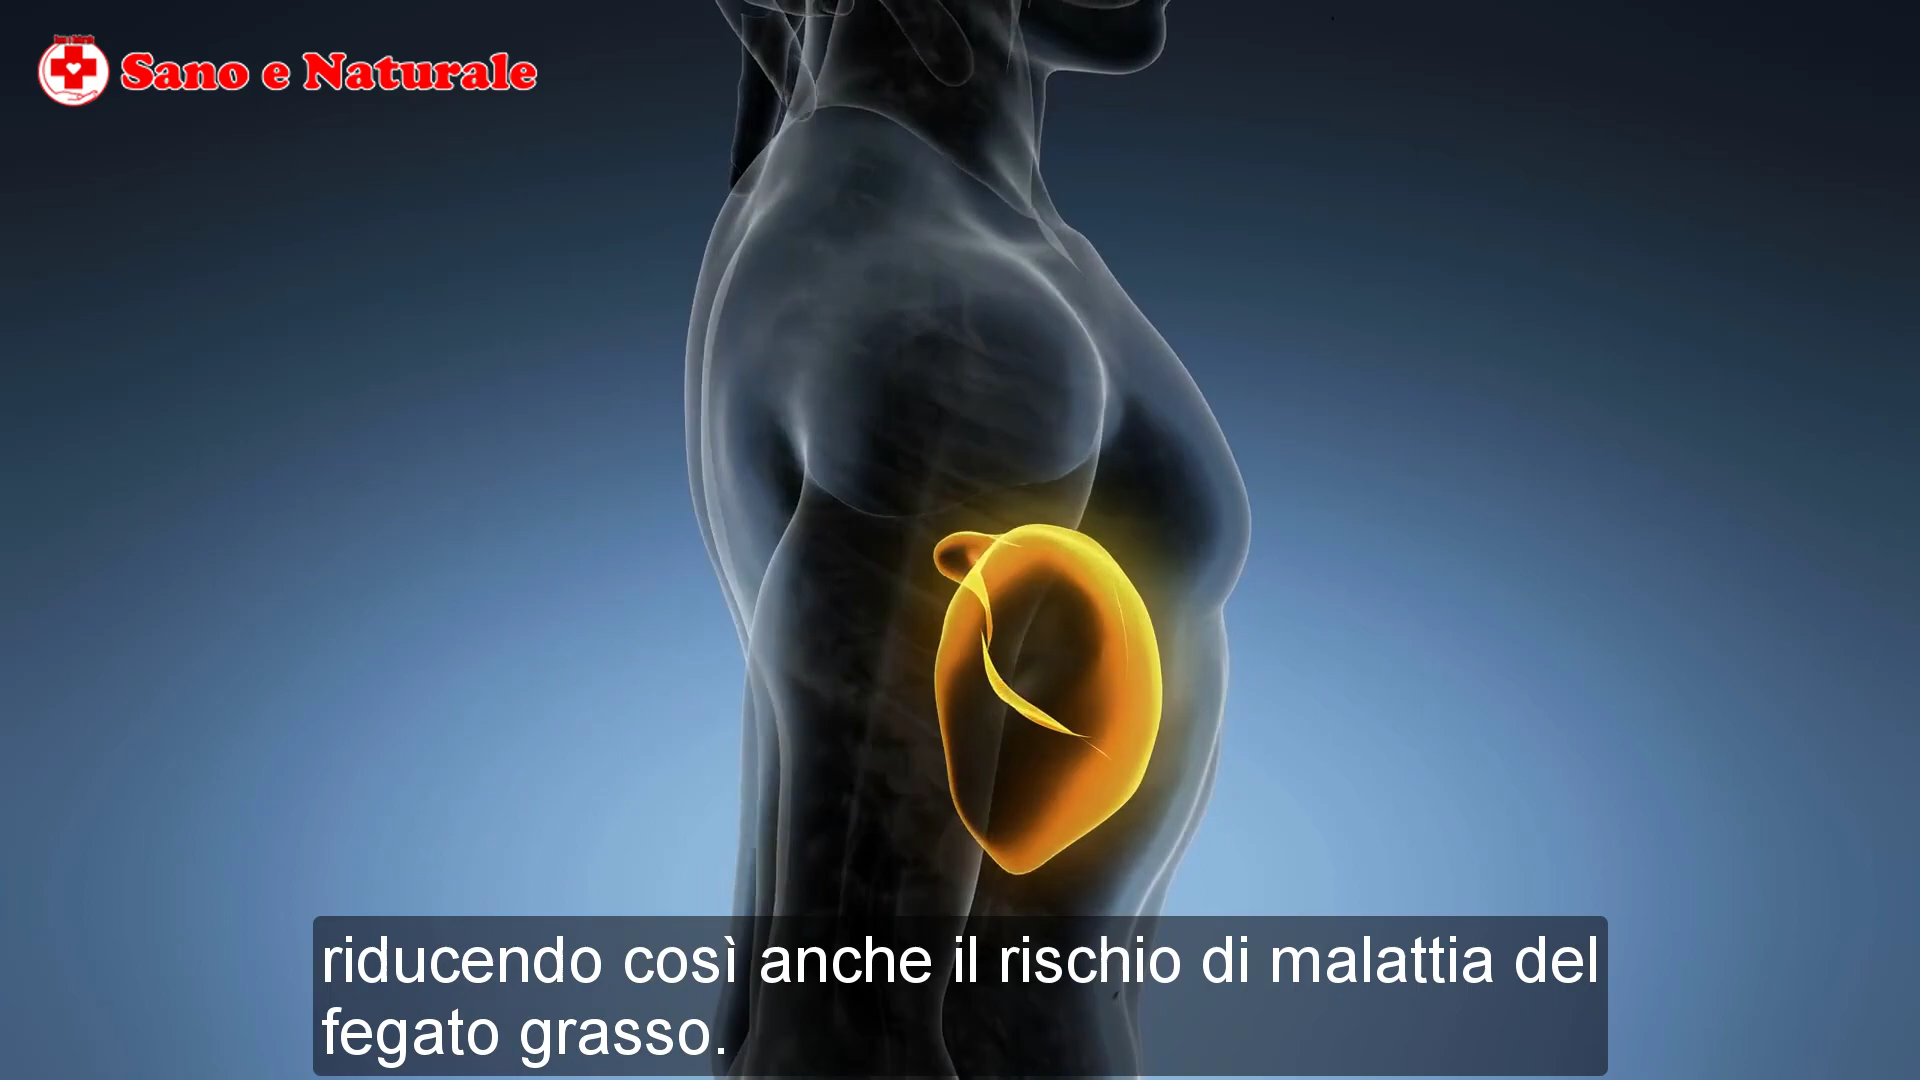 Sano e Naturale
riducendo così anche il rischio di malattia del
fegato grasso.